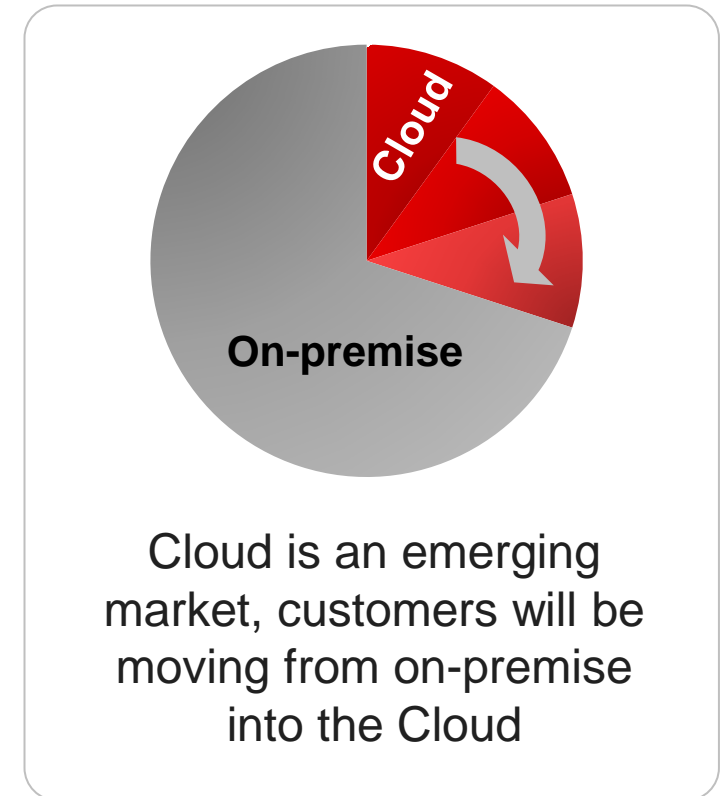 Cloud
On-premise
Cloud is an emerging
market, customers will be
moving from on-premise
into the Cloud